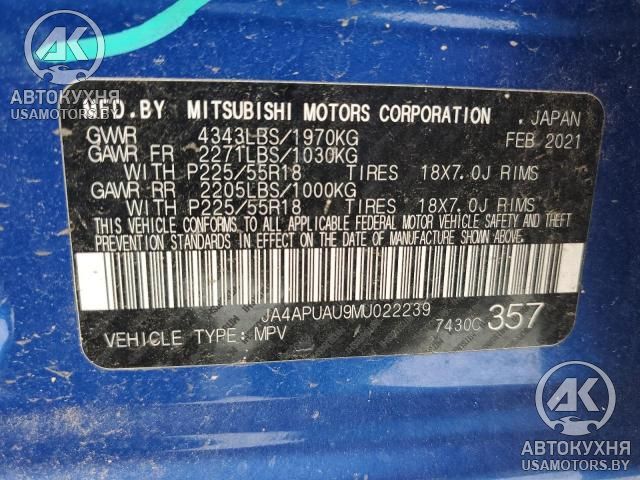 АВТОКУХНЯ
USAMOTORS.BY
MFD.BY MITSUBISHI MOTORS CORPORATION . JAPAN
GVWR 4343LBS/1970KG FEB 2021
GAWR FR 2271LBS/1030KG
WITH P225/55R18 TIRES 18X7.0J RIMS
GAWR RR 2205LBS/1000KG
WITH P225/55R18 TIRES 18X7.0J RIMS
THIS VEHICLE CONFORMS TO ALL APPLICABLE FEDERAL MOTOR VEHICLE SAFETY AND THEFT
PREVENTION STANDARDS IN EFFECT ON THE DATE OF MANUFACTURE SHOWN ABOVE.
JA4APUAU9MU022239 7430C 357
VEHICLE TYPE: MPV
АК
АВТОКУХНЯ
USAMOTORS.BY